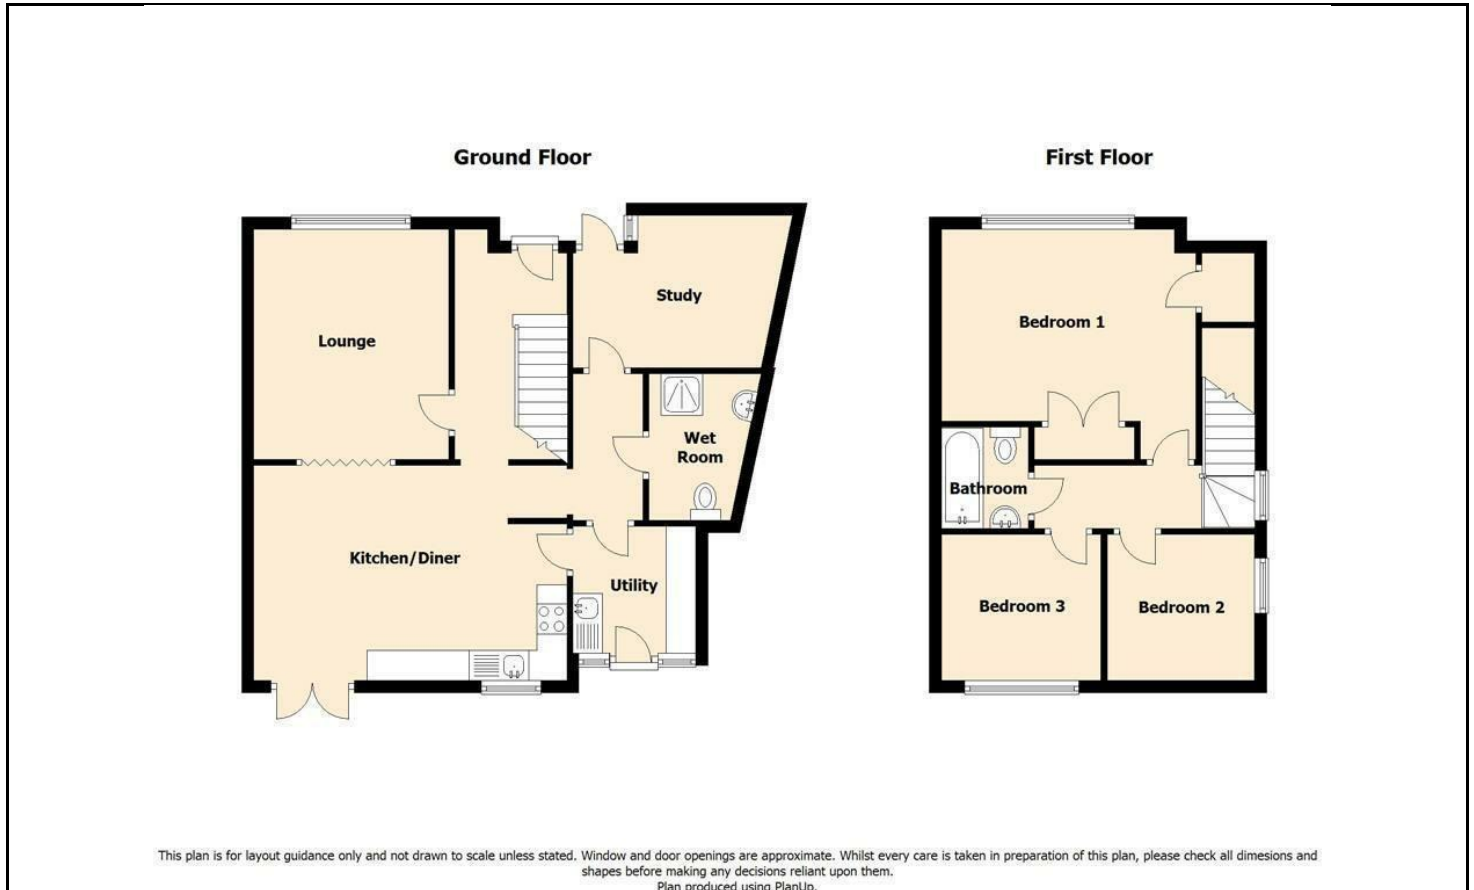 Ground Floor
First Floor
Study
Lounge
Bedroom 1
Wet
Room
Bathroom
Kitchen/Diner
Utility
Bedroom 3
Bedroom 2
This plan is for layout guidance only and not drawn to scale unless stated. Window and door openings are approximate. Whilst every care is taken in preparation of this plan, please check all dimesions and
shapes before making any decisions reliant upon them.
Plan produced using PlanUp.